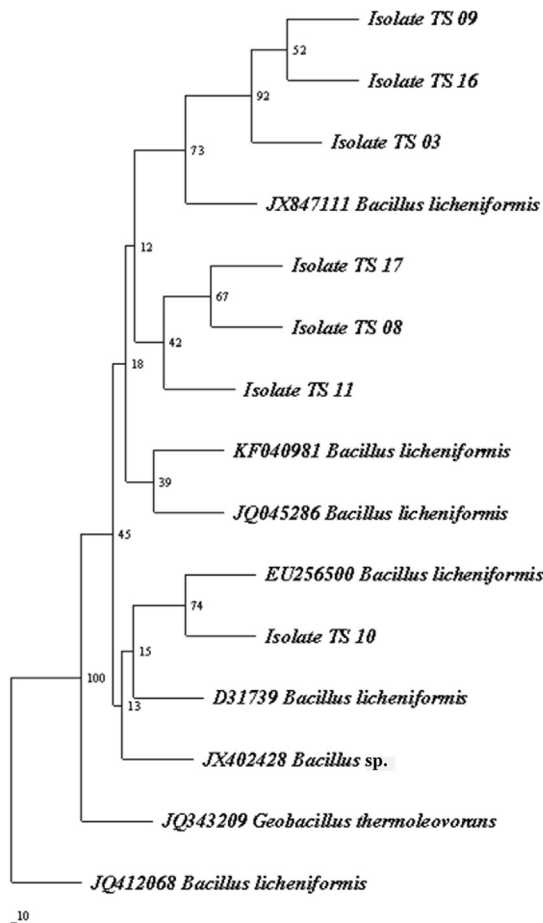 Isolate TS 09
52
Isolate TS 16
92
Isolate TS 03
73
JX847111 Bacillus licheniformis
12
Isolate TS 17
67
Isolate TS 08
42
18
Isolate TS 11
KF040981 Bacillus licheniformis
39
JQ045286 Bacillus licheniformis
45
EU256500 Bacillus licheniformis
74
Isolate TS 10
15
100
D31739 Bacillus licheniformis
13
JX402428 Bacillus sp.
JQ343209 Geobacillus thermoleovorans
JQ412068 Bacillus licheniformis
10